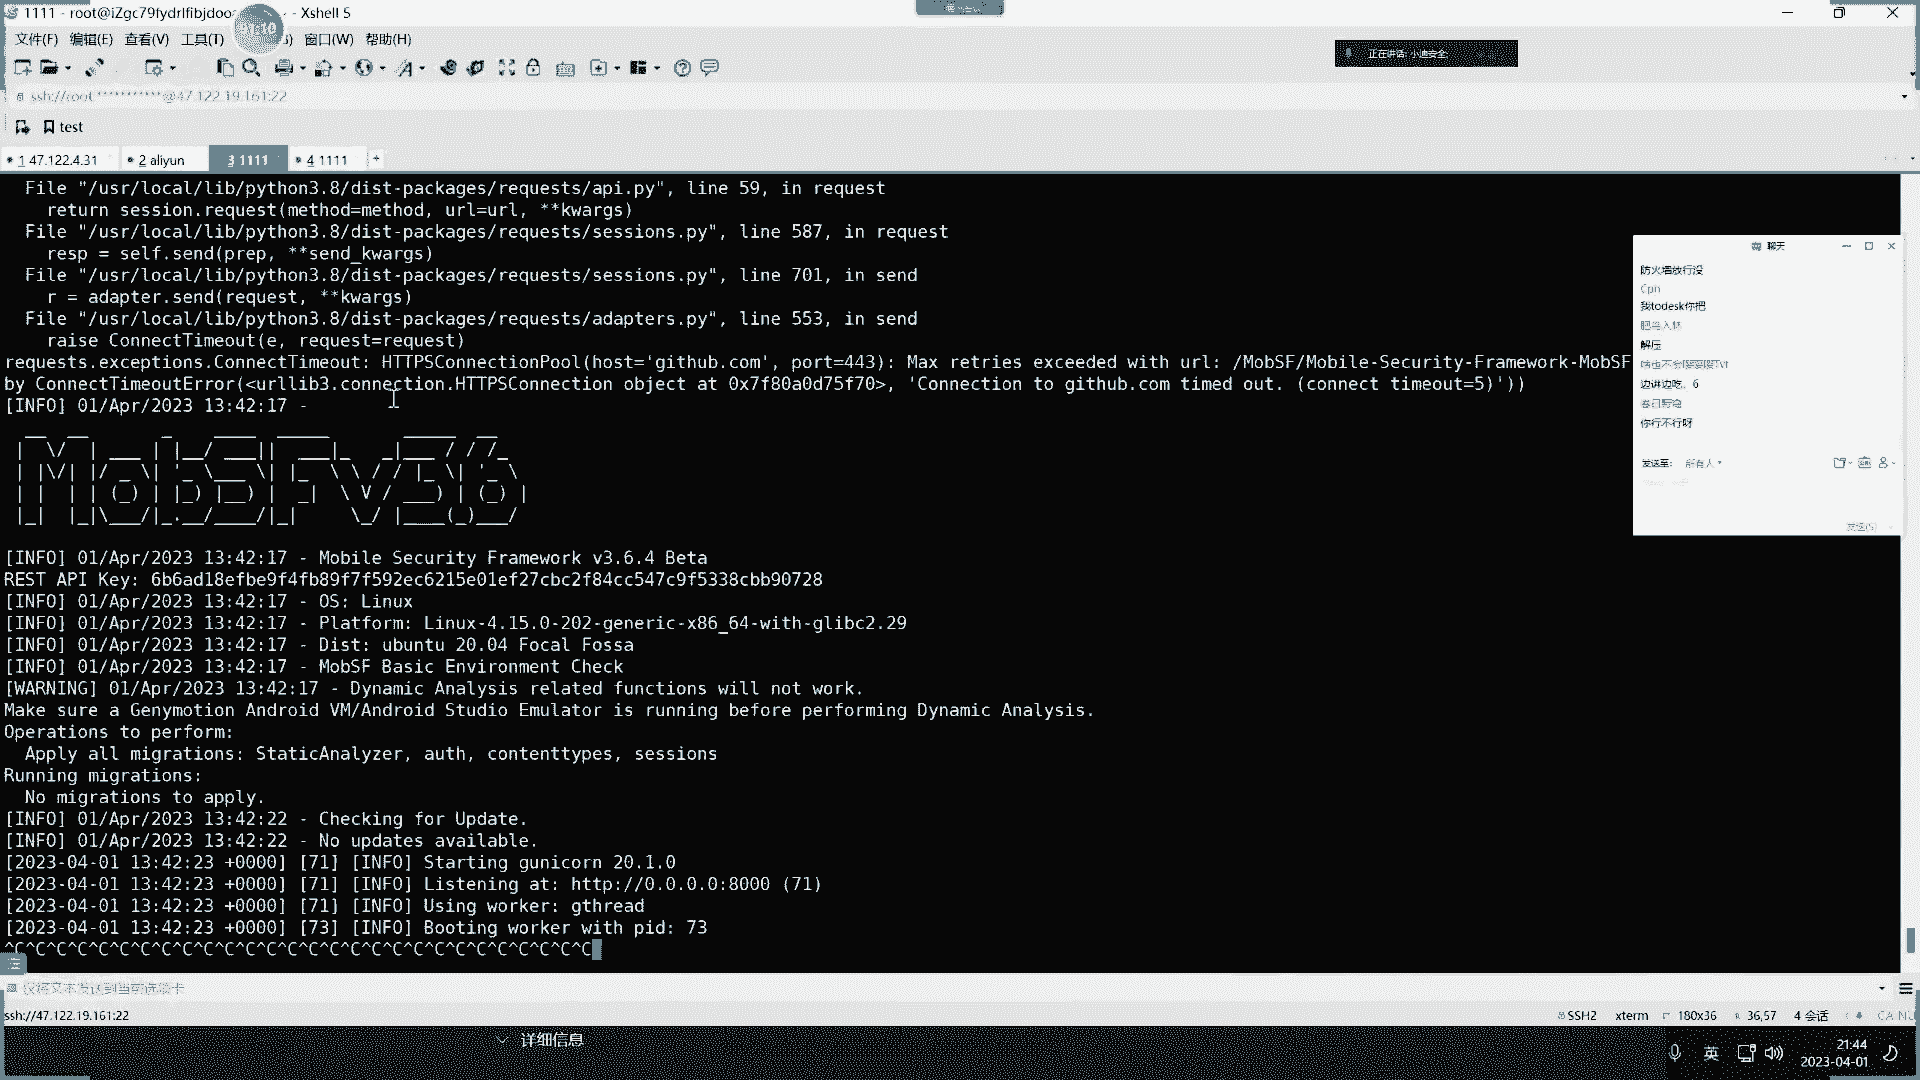 1111 - root@iZgc79fydrlfibjdoo - Xshell 5
文件(F) 编辑(E) 查看(V) 工具(T) 窗口(W) 帮助(H)
正在讲话: 小迪安全
ssh://root:***********@47.122.19.161:22
test
1 47.122.4.31 2 aliyun 3 1111 4 1111 +
File "/usr/local/lib/python3.8/dist-packages/requests/api.py", line 59, in request
return session.request(method=method, url=url, **kwargs)
File "/usr/local/lib/python3.8/dist-packages/requests/sessions.py", line 587, in request
resp = self.send(prep, **send_kwargs)
File "/usr/local/lib/python3.8/dist-packages/requests/sessions.py", line 701, in send
r = adapter.send(request, **kwargs)
File "/usr/local/lib/python3.8/dist-packages/requests/adapters.py", line 553, in send
raise ConnectTimeout(e, request=request)
requests.exceptions.ConnectTimeout: HTTPSConnectionPool(host='github.com', port=443): Max retries exceeded with url: /MobSF/Mobile-Security-Framework-MobSF
by ConnectTimeoutError(<urllib3.connection.HTTPSConnection object at 0x7f80a0d75f70>, 'Connection to github.com timed out. (connect timeout=5)'))
[INFO] 01/Apr/2023 13:42:17 -
MobSF v3.6
[INFO] 01/Apr/2023 13:42:17 - Mobile Security Framework v3.6.4 Beta
REST API Key: 6b6ad18efbe9f4fb89f7f592ec6215e01ef27cbc2f84cc547c9f5338cbb90728
[INFO] 01/Apr/2023 13:42:17 - OS: Linux
[INFO] 01/Apr/2023 13:42:17 - Platform: Linux-4.15.0-202-generic-x86_64-with-glibc2.29
[INFO] 01/Apr/2023 13:42:17 - Dist: ubuntu 20.04 Focal Fossa
[INFO] 01/Apr/2023 13:42:17 - MobSF Basic Environment Check
[WARNING] 01/Apr/2023 13:42:17 - Dynamic Analysis related functions will not work.
Make sure a Genymotion Android VM/Android Studio Emulator is running before performing Dynamic Analysis.
Operations to perform:
Apply all migrations: StaticAnalyzer, auth, contenttypes, sessions
Running migrations:
No migrations to apply.
[INFO] 01/Apr/2023 13:42:22 - Checking for Update.
[INFO] 01/Apr/2023 13:42:22 - No updates available.
[2023-04-01 13:42:23 +0000] [71] [INFO] Starting gunicorn 20.1.0
[2023-04-01 13:42:23 +0000] [71] [INFO] Listening at: http://0.0.0.0:8000 (71)
[2023-04-01 13:42:23 +0000] [71] [INFO] Using worker: gthread
[2023-04-01 13:42:23 +0000] [73] [INFO] Booting worker with pid: 73
^C^C^C^C^C^C^C^C^C^C^C^C^C^C^C^C^C^C^C^C^C^C^C^C^C^C^C^C
聊天
防火墙放行没
Cph
我todesk你把
解压
边讲边吃，6
你行不行呀
发送至: 所有人
发送(S)
仅将文本发送到当前选项卡
ssh://47.122.19.161:22 SSH2 xterm 180x36 36,57 4 会话 CAP NUM
详细信息
英
21:44
2023-04-01